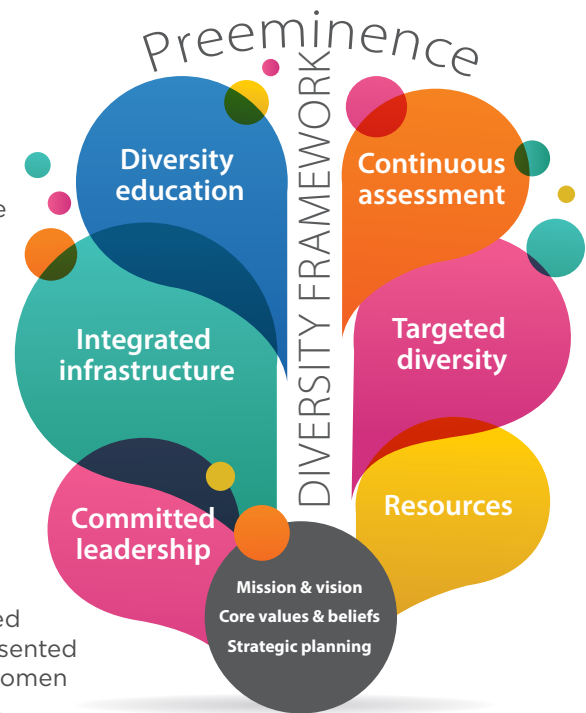 Preeminence
DIVERSITY FRAMEWORK
Diversity
education
Continuous
assessment
Integrated
infrastructure
Targeted
diversity
Committed
leadership
Resources
Mission & vision
Core values & beliefs
Strategic planning